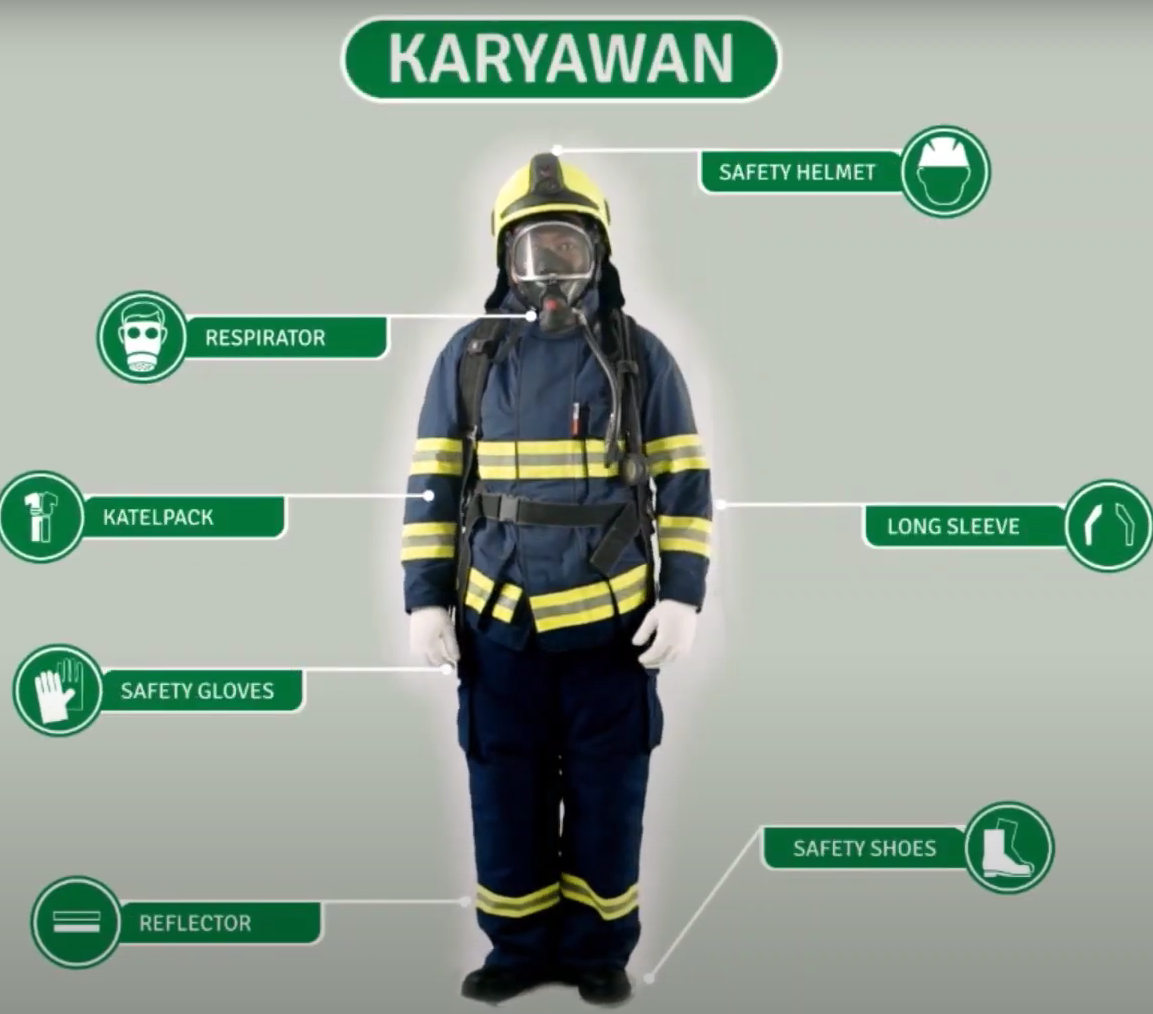 KARYAWAN
SAFETY HELMET
RESPIRATOR
KATELPACK
LONG SLEEVE
SAFETY GLOVES
SAFETY SHOES
REFLECTOR